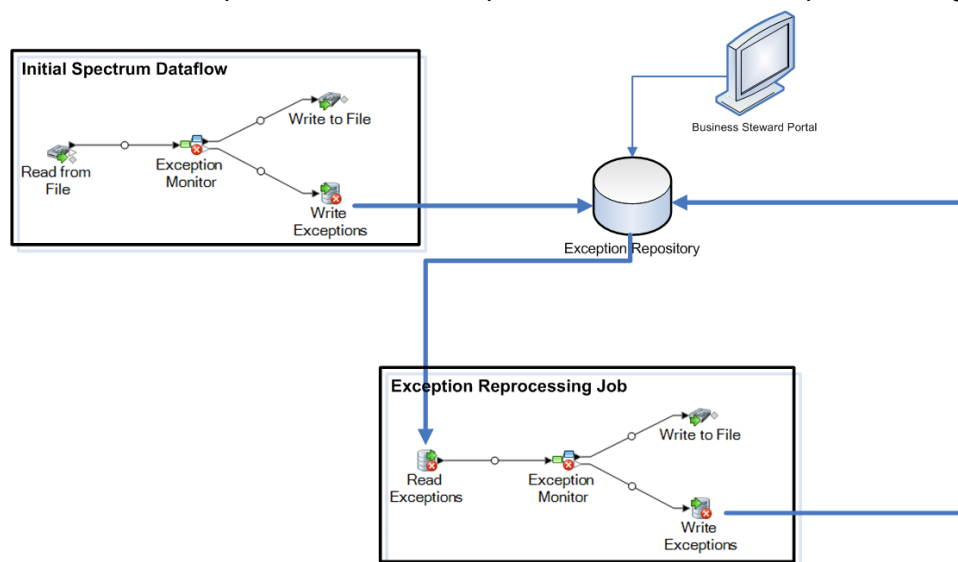 Initial Spectrum Dataflow
Write to File
Read from
File
Exception
Monitor
Write
Exceptions
Business Steward Portal
Exception Repository
Exception Reprocessing Job
Write to File
Read
Exceptions
Exception
Monitor
Write
Exceptions